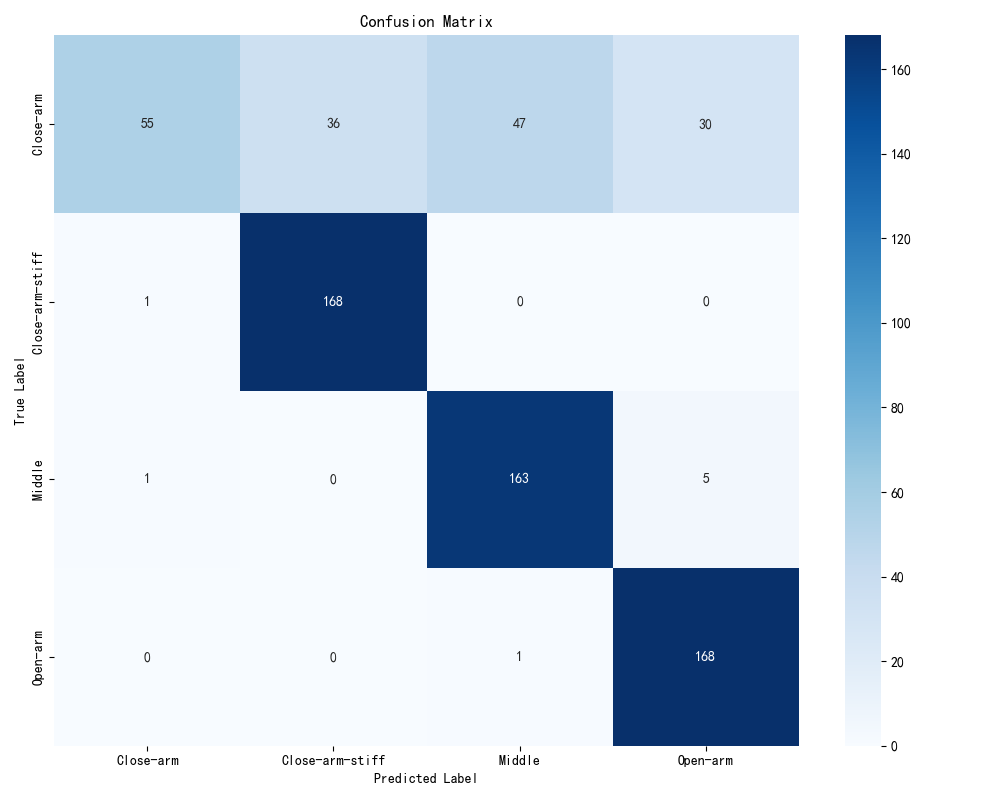 Confusion Matrix
True Label
Close-arm
55 36 47 30
Close-arm-stiff
1 168 0 0
Middle
1 0 163 5
Open-arm
0 0 1 168
Close-arm Close-arm-stiff Middle Open-arm
Predicted Label
160
140
120
100
80
60
40
20
0